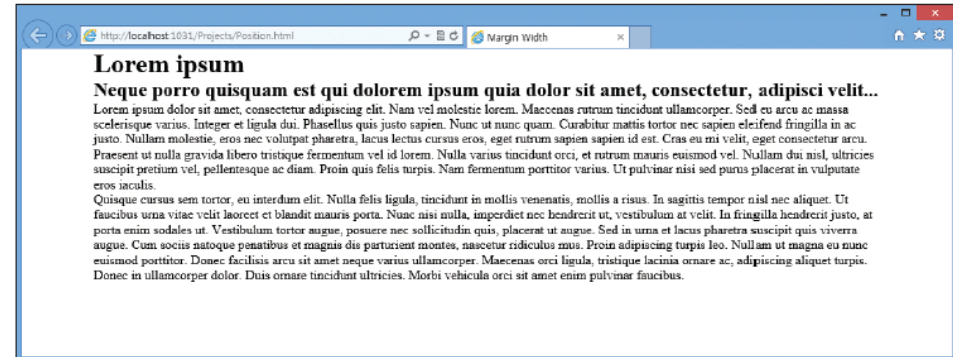 http://localhost:1031/Projects/Position.html
Margin Width
Lorem ipsum
Neque porro quisquam est qui dolorem ipsum quia dolor sit amet, consectetur, adipisci velit...
Lorem ipsum dolor sit amet, consectetur adipiscing elit. Nam vel molestie lorem. Maecenas rutrum tincidunt ullamcorper. Sed eu arcu ac massa
scelerisque varius. Integer et ligula dui. Phasellus quis justo sapien. Nunc ut nunc quam. Curabitur mattis tortor nec sapien eleifend fringilla in ac
justo. Nullam molestie, eros nec volutpat pharetra, lacus lectus cursus eros, eget rutrum sapien sapien id est. Cras eu mi velit, eget consectetur arcu.
Praesent ut nulla gravida libero tristique fermentum vel id lorem. Nulla varius tincidunt orci, et rutrum mauris euismod vel. Nullam dui nisl, ultricies
suscipit pretium vel, pellentesque ac diam. Proin quis felis turpis. Nam fermentum porttitor varius. Ut pulvinar nisi sed purus placerat in vulputate
eros iaculis.
Quisque cursus sem tortor, eu interdum elit. Nulla felis ligula, tincidunt in mollis venenatis, mollis a risus. In sagittis tempor nisl nec aliquet. Ut
faucibus urna vitae velit laoreet et blandit mauris porta. Nunc nisi nulla, imperdiet nec hendrerit ut, vestibulum at velit. In fringilla hendrerit justo, at
porta enim sodales ut. Vestibulum tortor augue, posuere nec sollicitudin quis, placerat ut augue. Sed in urna et lacus pharetra suscipit quis viverra
augue. Cum sociis natoque penatibus et magnis dis parturient montes, nascetur ridiculus mus. Proin adipiscing turpis leo. Nullam ut magna eu nunc
euismod porttitor. Donec facilisis arcu sit amet neque varius ullamcorper. Maecenas orci ligula, tristique lacinia ornare ac, adipiscing aliquet turpis.
Donec in ullamcorper dolor. Duis ornare tincidunt ultricies. Morbi vehicula orci sit amet enim pulvinar faucibus.